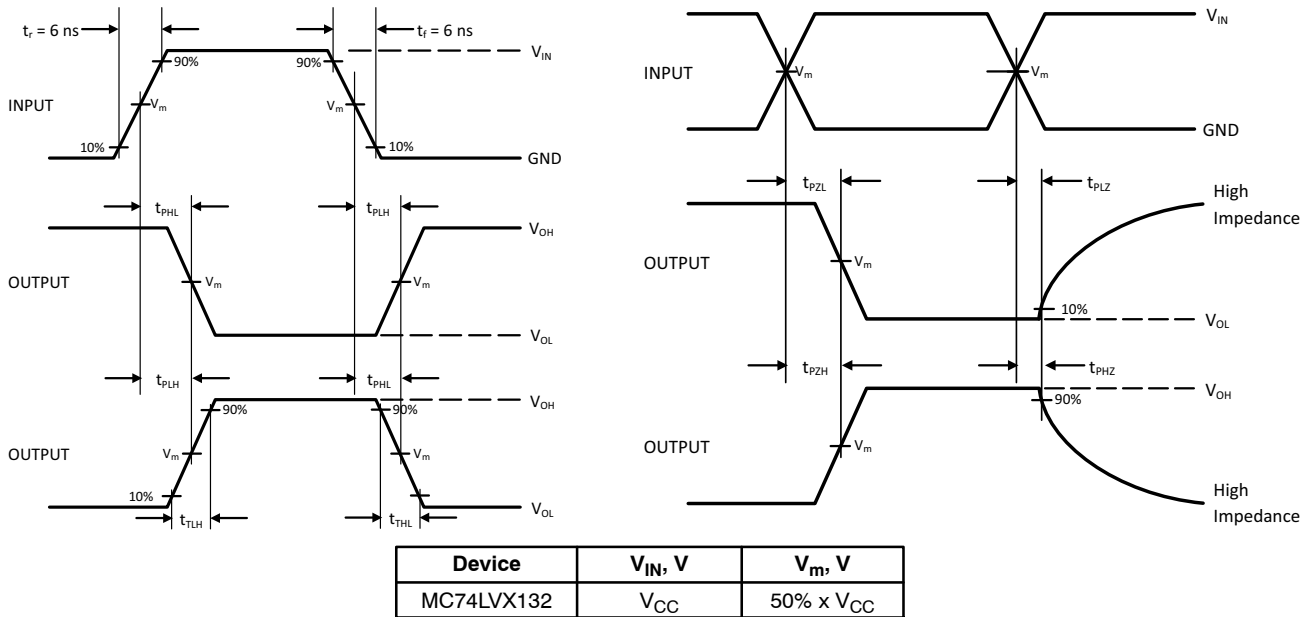 t_r = 6 ns
t_f = 6 ns
V_IN
90%
90%
INPUT
V_m
V_m
10%
10%
GND
t_PHL
t_PLH
V_OH
OUTPUT
V_m
V_m
V_OL
t_PLH
t_PHL
V_OH
90%
90%
OUTPUT
V_m
V_m
10%
V_OL
t_TLH
t_THL
V_IN
INPUT
V_m
V_m
GND
t_PZL
t_PLZ
High
Impedance
OUTPUT
V_m
10%
V_OL
t_PZH
t_PHZ
V_OH
90%
OUTPUT
V_m
High
Impedance
Device V_IN, V V_m, V
MC74LVX132 V_CC 50% x V_CC